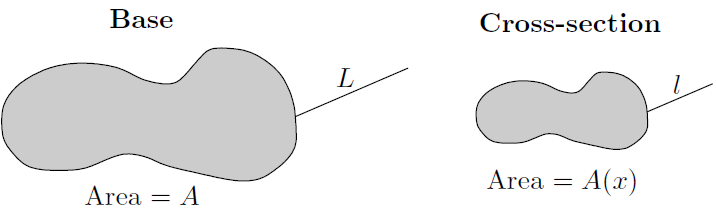 Base
L
Area = A
Cross-section
l
Area = A(x)